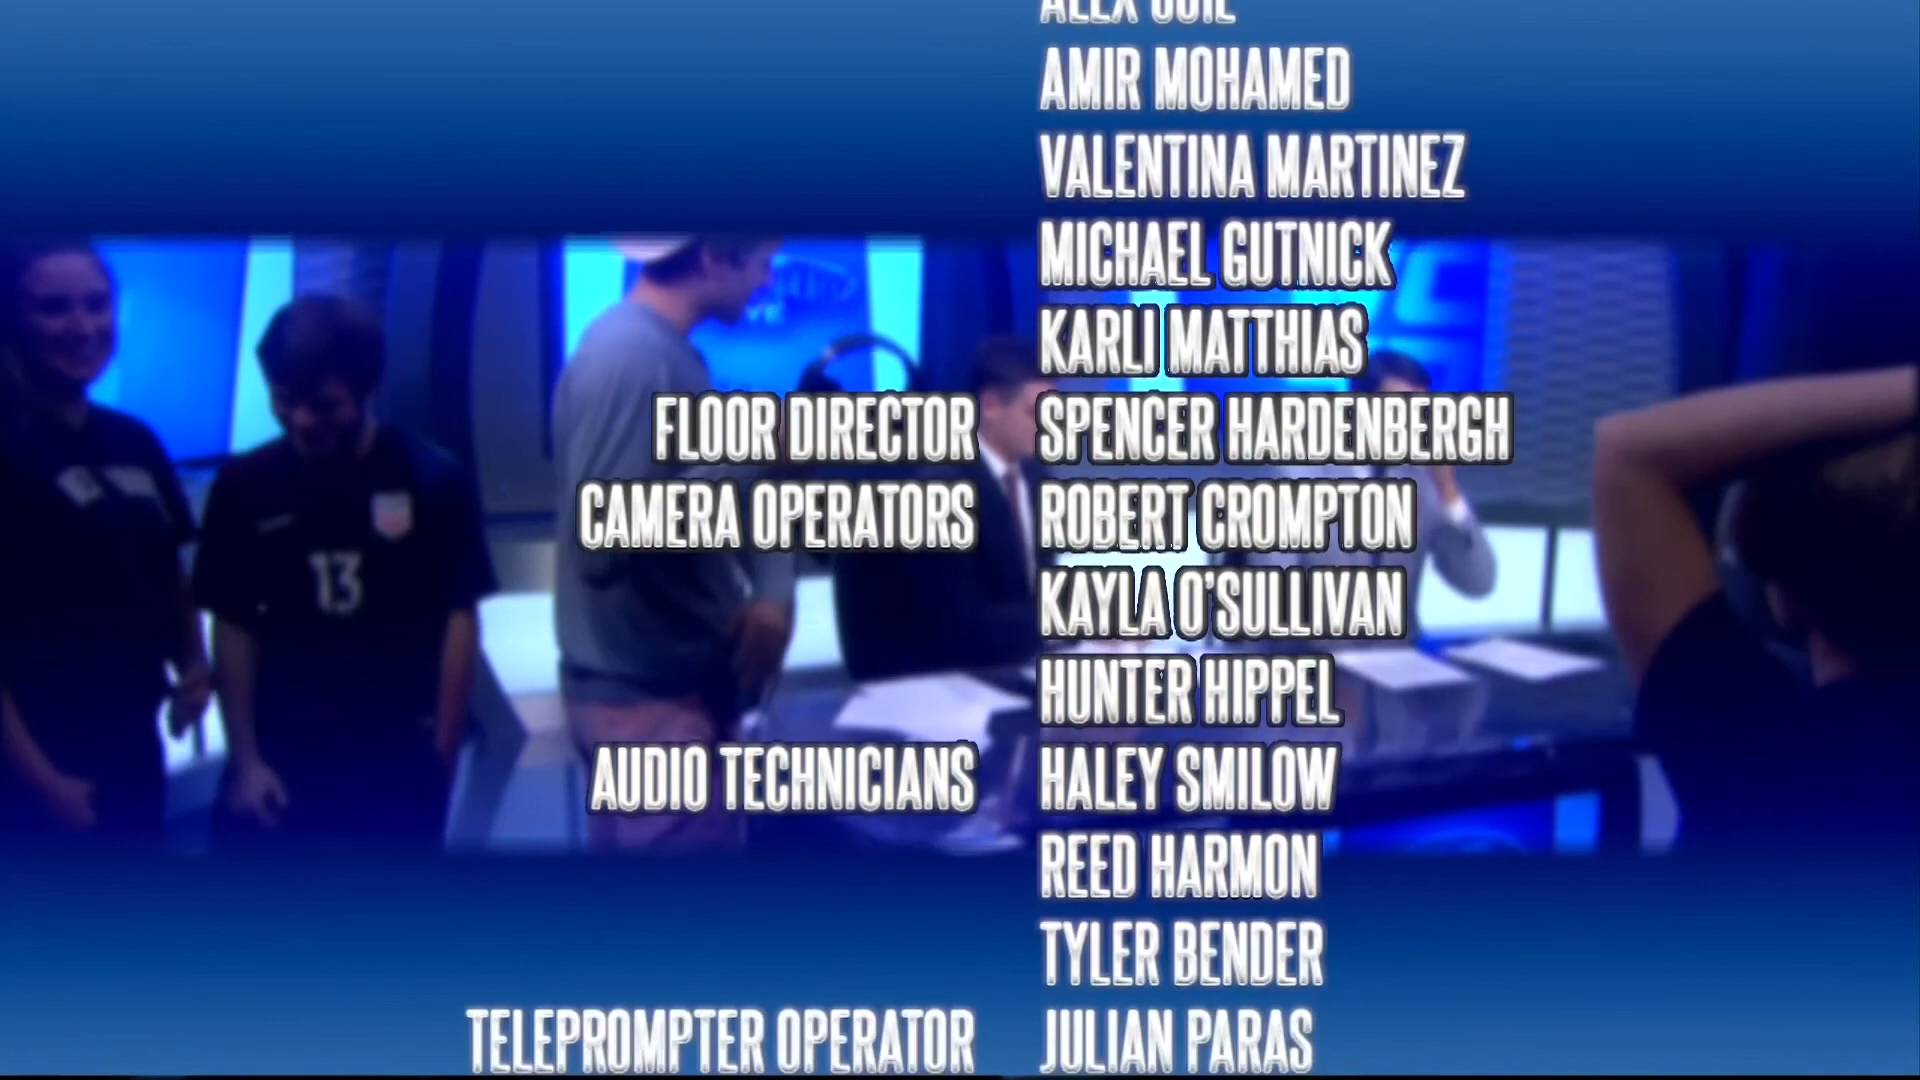 AMIR MOHAMED
VALENTINA MARTINEZ
MICHAEL GUTNICK
KARLI MATTHIAS
FLOOR DIRECTOR SPENCER HARDENBERGH
CAMERA OPERATORS ROBERT CROMPTON
KAYLA O'SULLIVAN
HUNTER HIPPEL
AUDIO TECHNICIANS HALEY SMILOW
REED HARMON
TYLER BENDER
TELEPROMPTER OPERATOR JULIAN PARAS
13